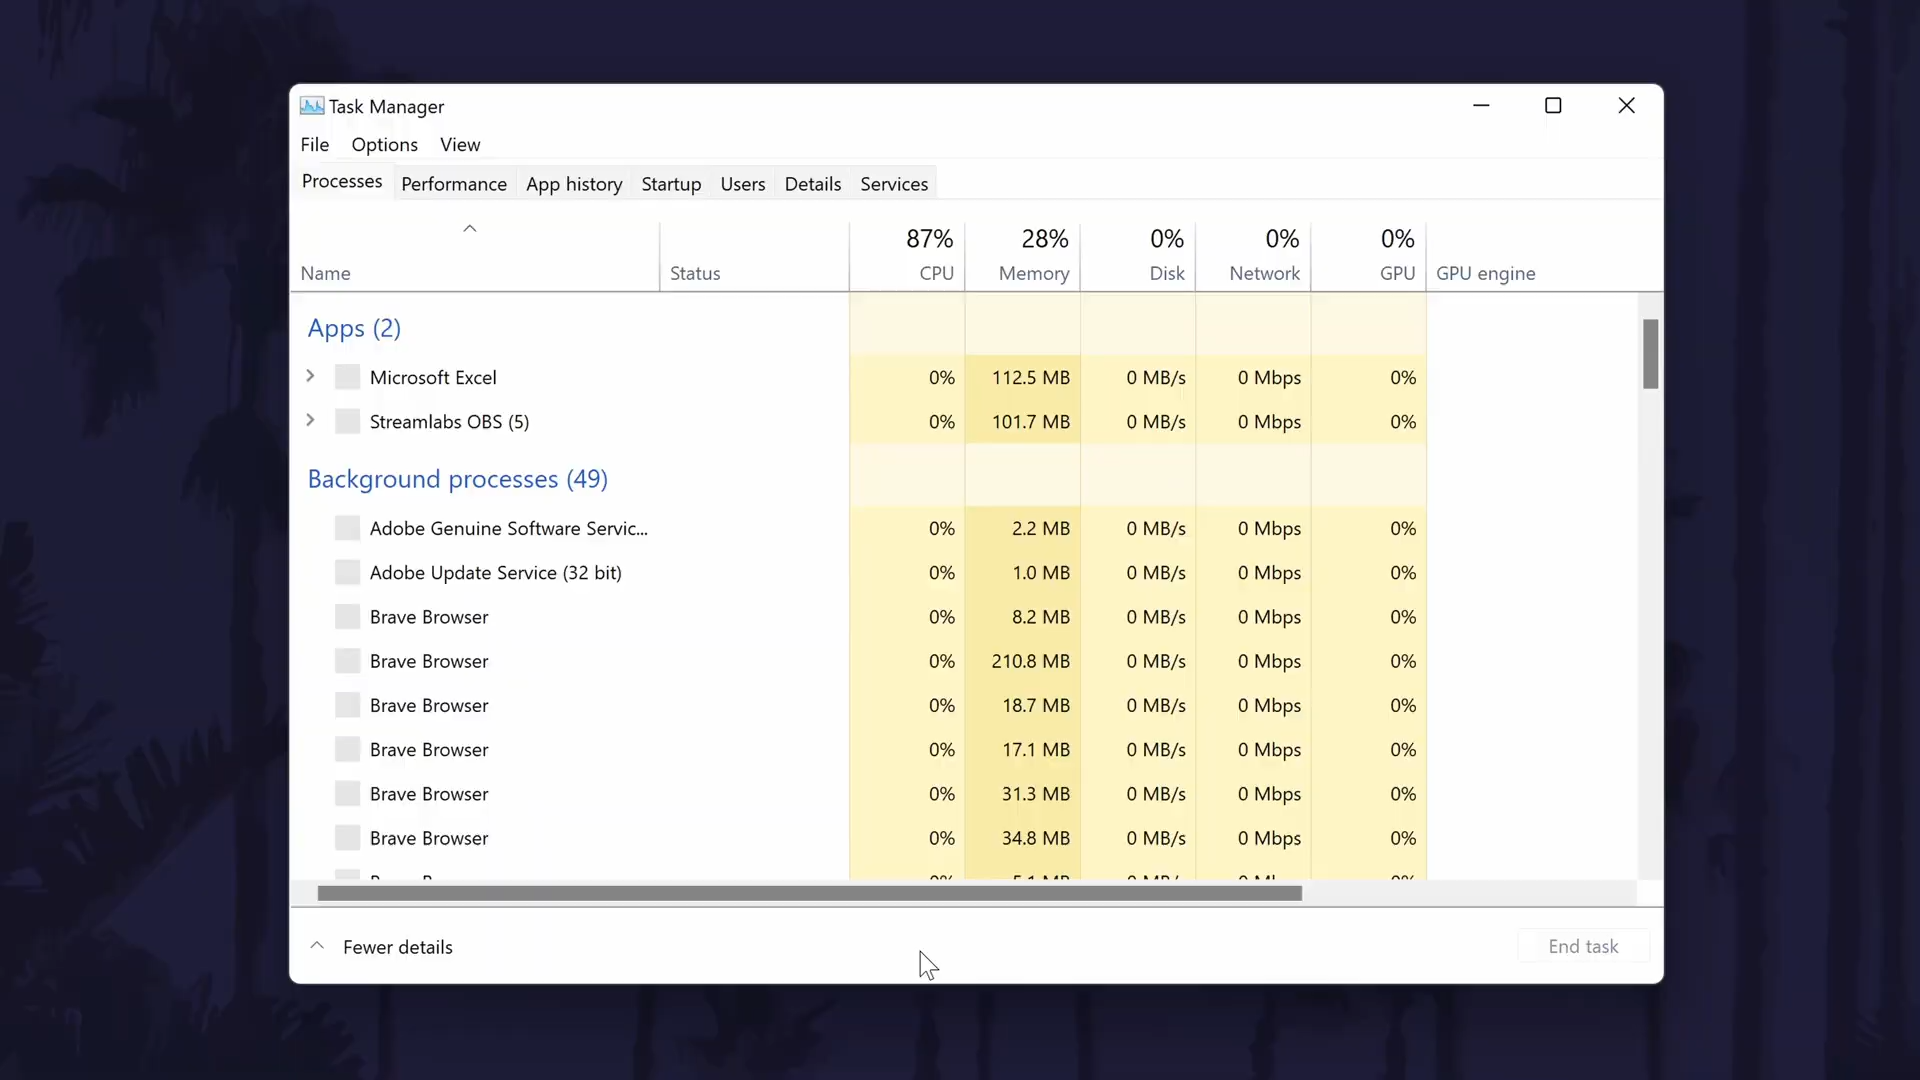 Task Manager
File Options View
Processes Performance App history Startup Users Details Services
87% 28% 0% 0% 0%
Name Status CPU Memory Disk Network GPU GPU engine
Apps (2)
Microsoft Excel 0% 112.5 MB 0 MB/s 0 Mbps 0%
Streamlabs OBS (5) 0% 101.7 MB 0 MB/s 0 Mbps 0%
Background processes (49)
Adobe Genuine Software Servic... 0% 2.2 MB 0 MB/s 0 Mbps 0%
Adobe Update Service (32 bit) 0% 1.0 MB 0 MB/s 0 Mbps 0%
Brave Browser 0% 8.2 MB 0 MB/s 0 Mbps 0%
Brave Browser 0% 210.8 MB 0 MB/s 0 Mbps 0%
Brave Browser 0% 18.7 MB 0 MB/s 0 Mbps 0%
Brave Browser 0% 17.1 MB 0 MB/s 0 Mbps 0%
Brave Browser 0% 31.3 MB 0 MB/s 0 Mbps 0%
Brave Browser 0% 34.8 MB 0 MB/s 0 Mbps 0%
Fewer details End task